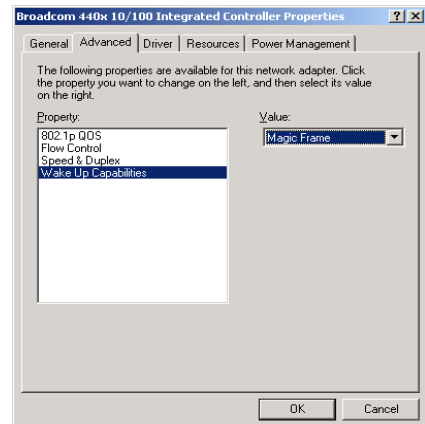 Broadcom 440x 10/100 Integrated Controller Properties
General Advanced Driver Resources Power Management
The following properties are available for this network adapter. Click
the property you want to change on the left, and then select its value
on the right.
Property: Value:
802.1p QOS Magic Frame
Flow Control
Speed & Duplex
Wake Up Capabilities
OK Cancel